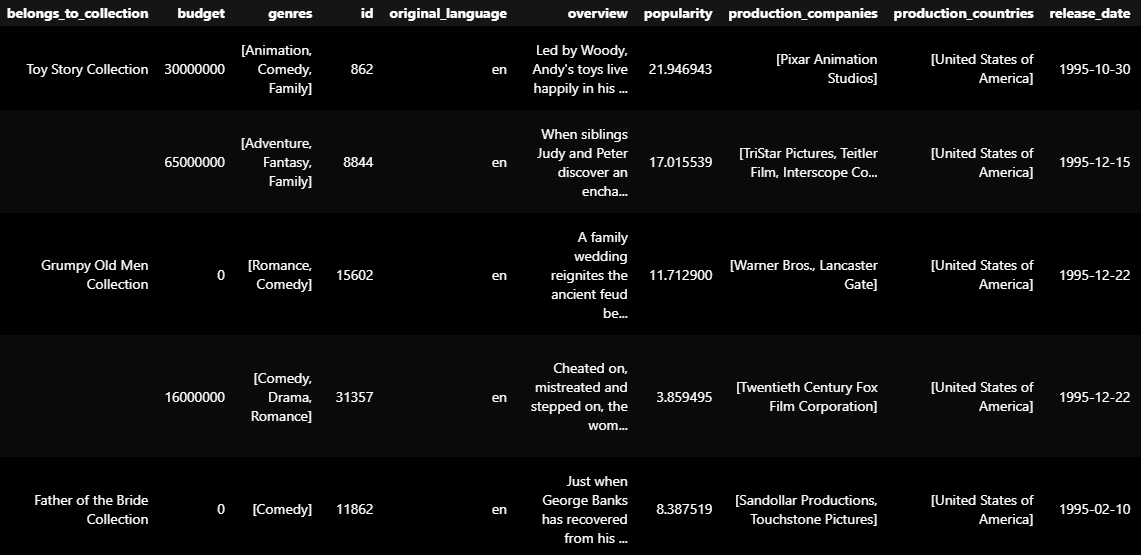 belongs_to_collection budget genres id original_language overview popularity production_companies production_countries release_date
Toy Story Collection 30000000 [Animation, Comedy, Family] 862 en Led by Woody, Andy's toys live happily in his ... 21.946943 [Pixar Animation Studios] [United States of America] 1995-10-30
65000000 [Adventure, Fantasy, Family] 8844 en When siblings Judy and Peter discover an encha... 17.015539 [TriStar Pictures, Teitler Film, Interscope Co... [United States of America] 1995-12-15
Grumpy Old Men Collection 0 [Romance, Comedy] 15602 en A family wedding reignites the ancient feud be... 11.712900 [Warner Bros., Lancaster Gate] [United States of America] 1995-12-22
16000000 [Comedy, Drama, Romance] 31357 en Cheated on, mistreated and stepped on, the wom... 3.859495 [Twentieth Century Fox Film Corporation] [United States of America] 1995-12-22
Father of the Bride Collection 0 [Comedy] 11862 en Just when George Banks has recovered from his ... 8.387519 [Sandollar Productions, Touchstone Pictures] [United States of America] 1995-02-10